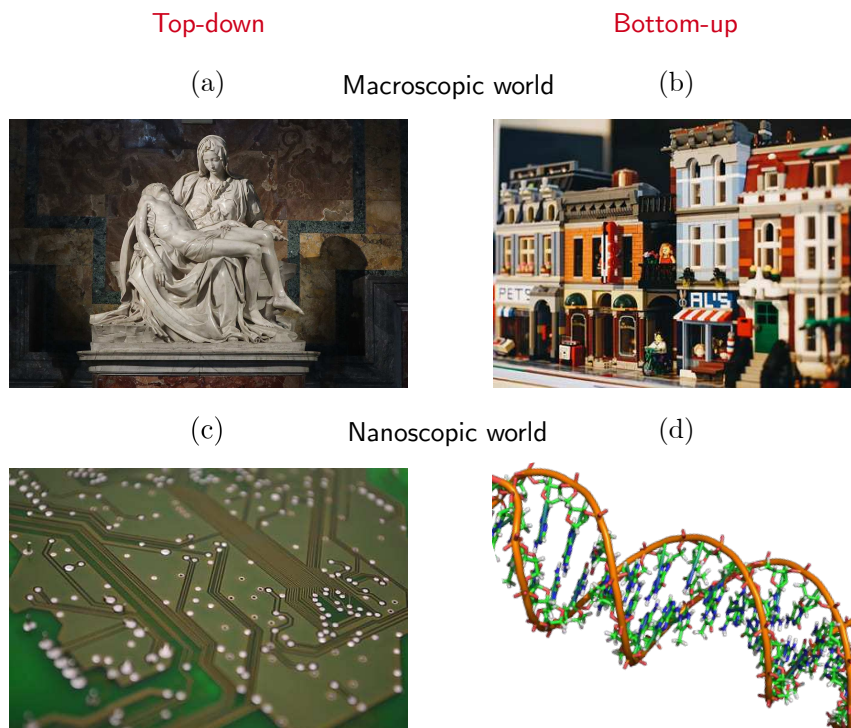 Top-down Bottom-up
(a) Macroscopic world (b)
PETS
AL'S
(c) Nanoscopic world (d)